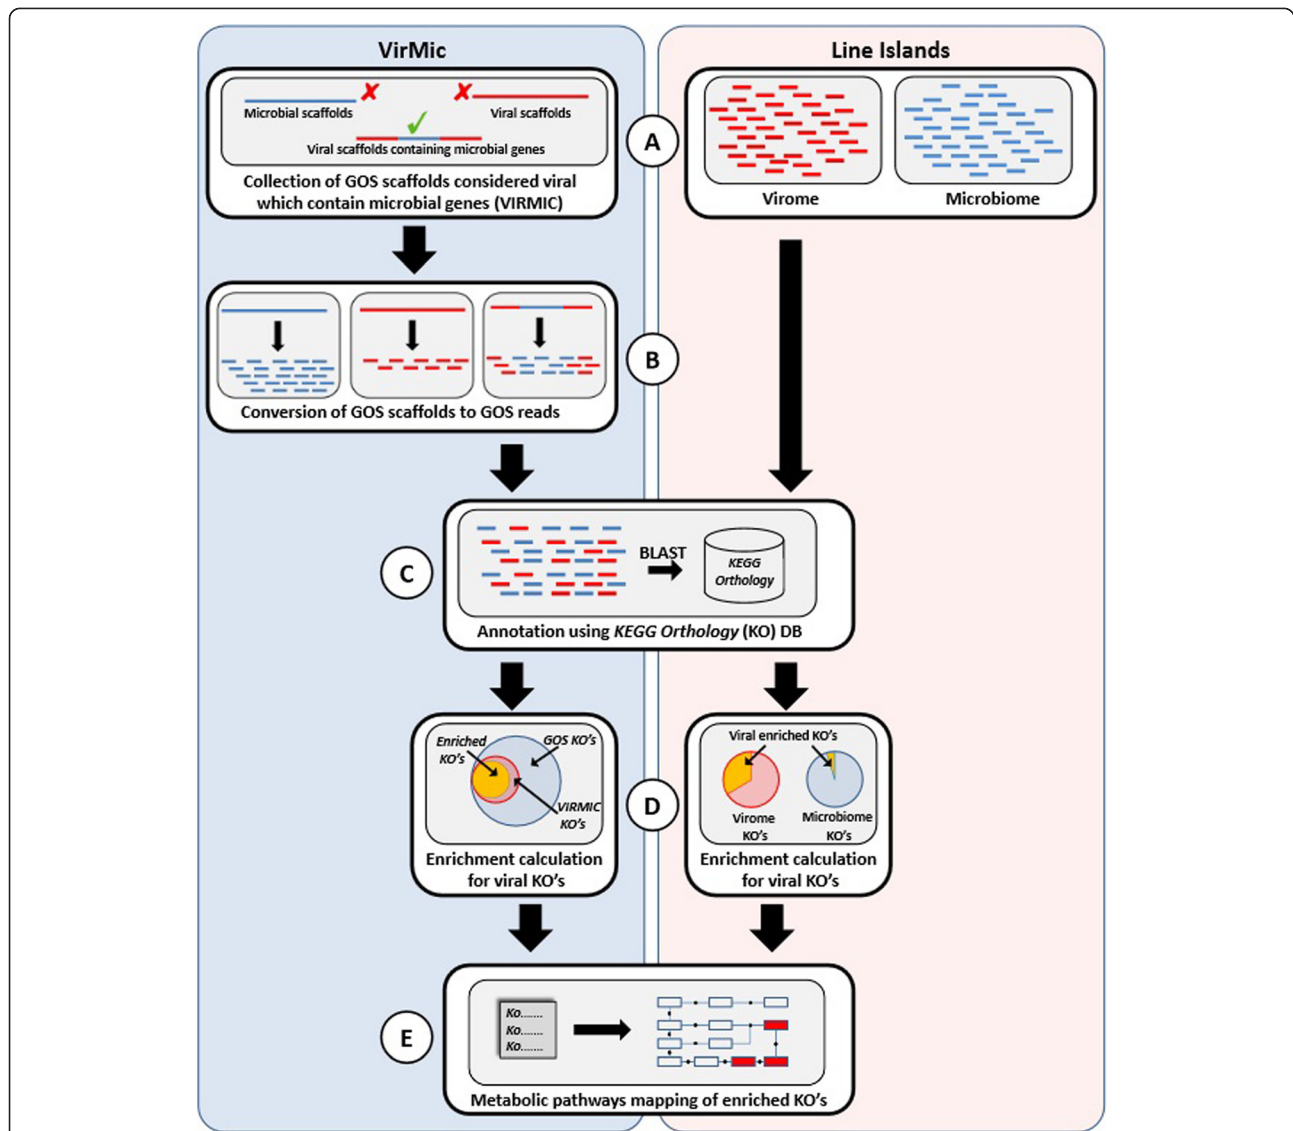 VirMic
Line Islands
Microbial scaffolds
Viral scaffolds
Viral scaffolds containing microbial genes
Collection of GOS scaffolds considered viral
which contain microbial genes (VIRMIC)
A
Virome
Microbiome
B
Conversion of GOS scaffolds to GOS reads
C
BLAST
KEGG
Orthology
Annotation using KEGG Orthology (KO) DB
Enriched
KO's
GOS KO's
VIRMIC
KO's
Enrichment calculation
for viral KO's
D
Viral enriched KO's
Virome
KO's
Microbiome
KO's
Enrichment calculation
for viral KO's
E
Ko.......
Ko.......
Ko.......
Metabolic pathways mapping of enriched KO's